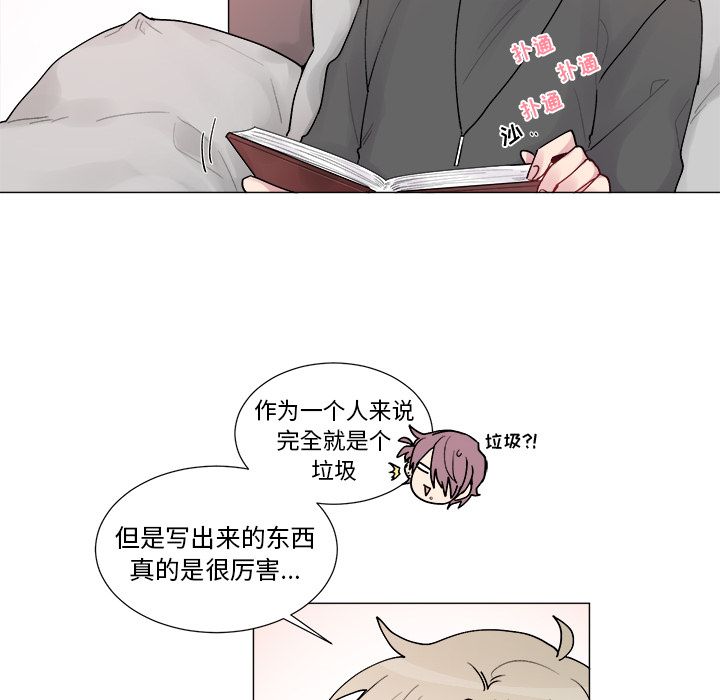 扑通
扑通
扑通
沙..
作为一个人来说
完全就是个
垃圾
垃圾?!
但是写出来的东西
真的是很厉害...